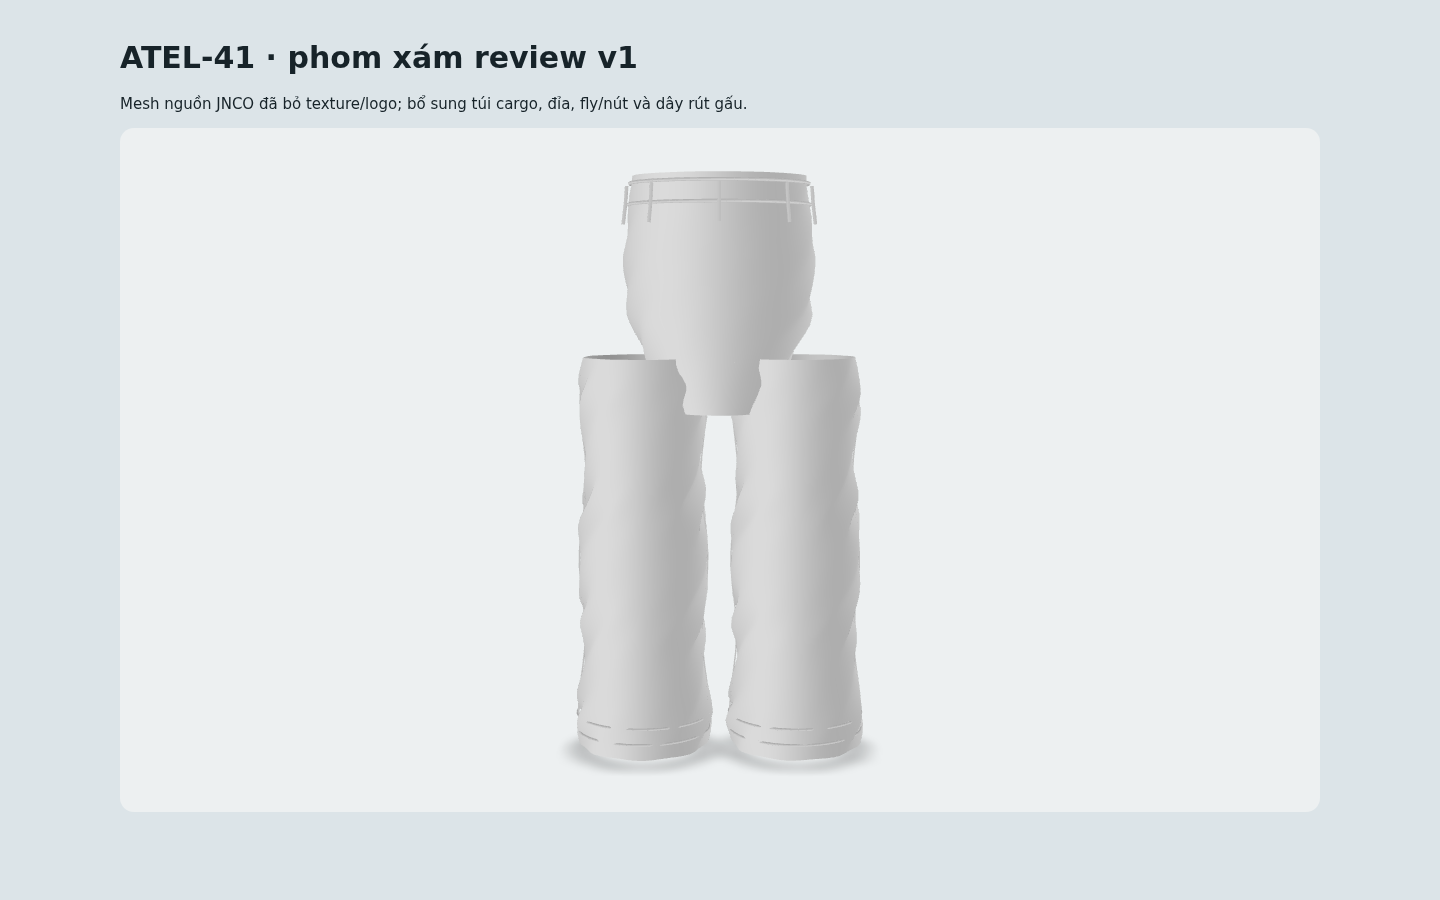 ATEL-41 · phom xám review v1
Mesh nguồn JNCO đã bỏ texture/logo; bổ sung túi cargo, đỉa, fly/nút và dây rút gấu.